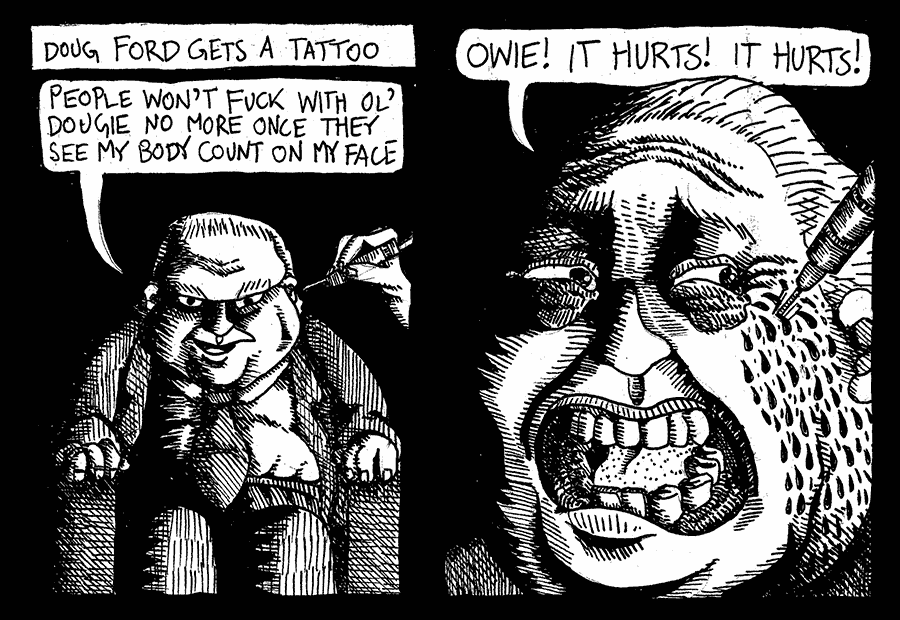 DOUG FORD GETS A TATTOO
PEOPLE WON'T FUCK WITH OL'
DOUGIE NO MORE ONCE THEY
SEE MY BODY COUNT ON MY FACE
OWIE! IT HURTS! IT HURTS!